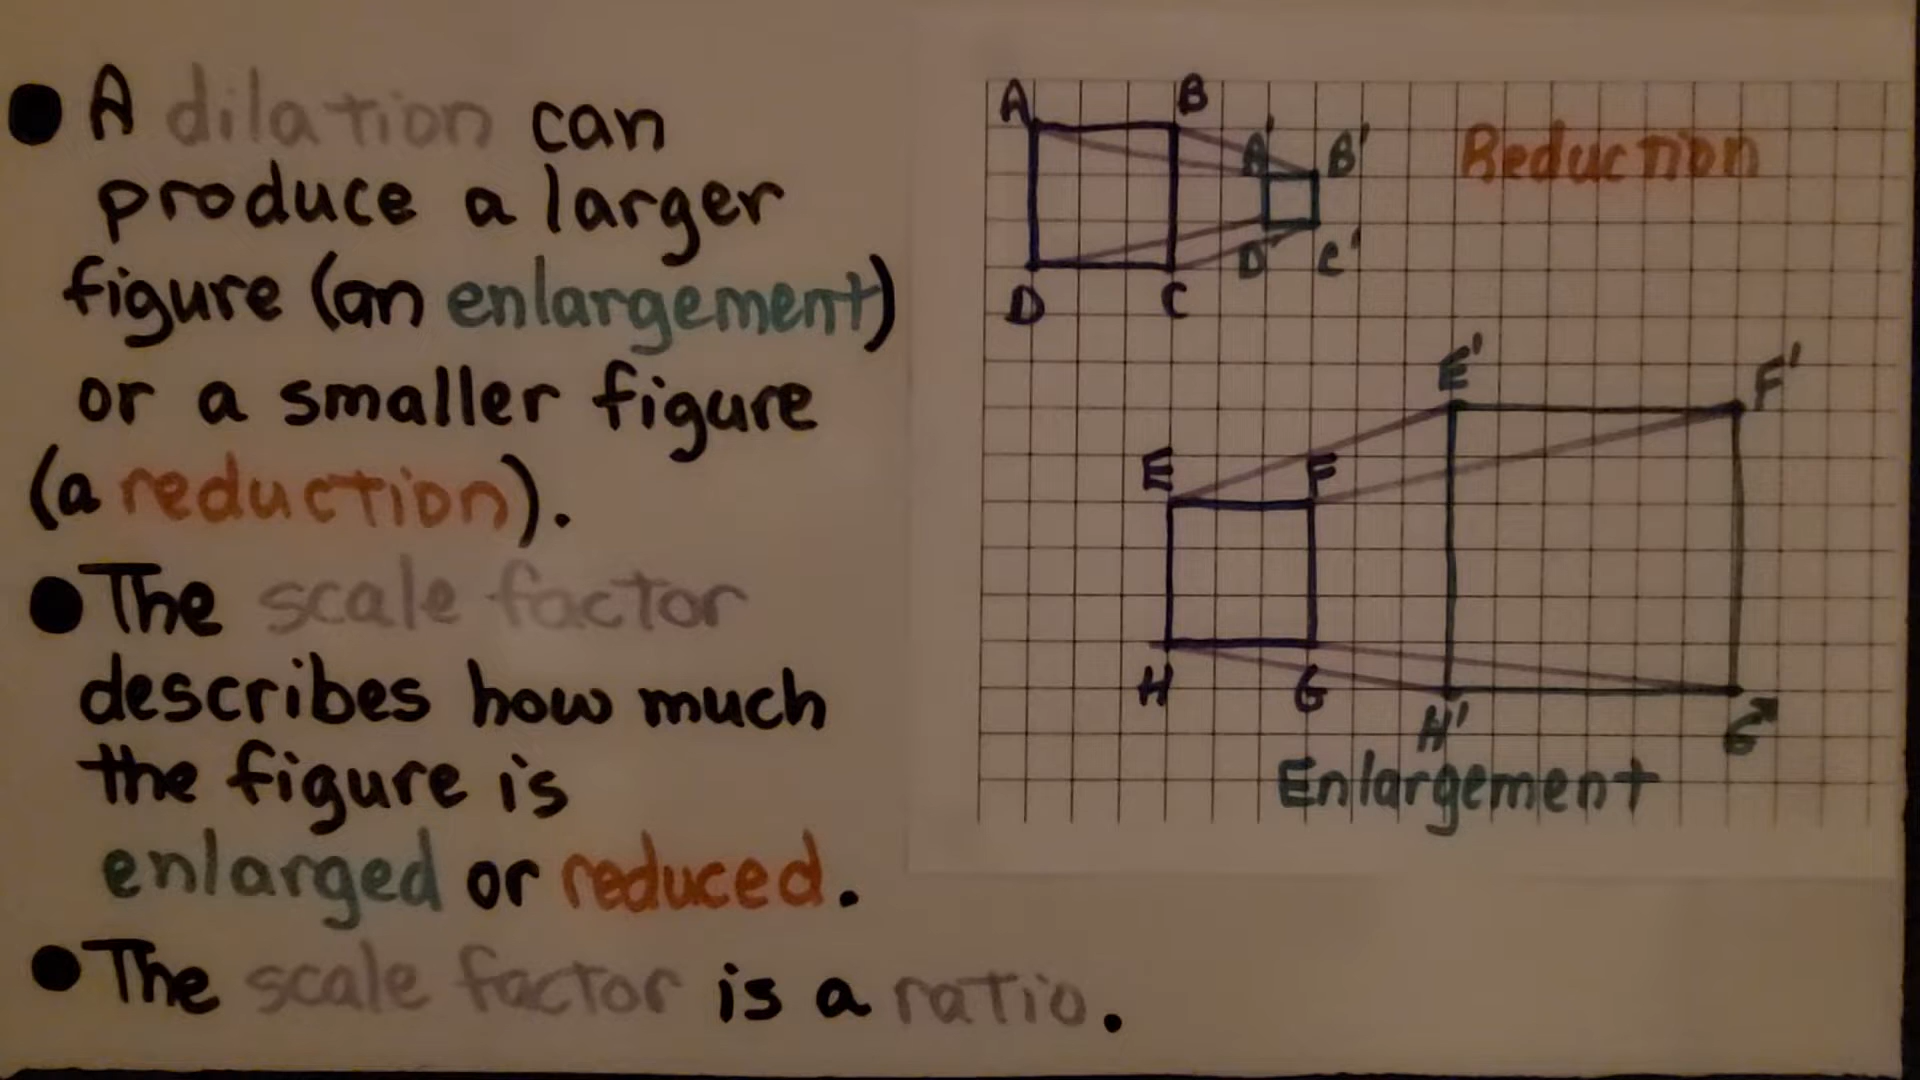 ● A dilation can
produce a larger
figure (an enlargement)
or a smaller figure
(a reduction).
● The scale factor
describes how much
the figure is
enlarged or reduced.
● The scale factor is a ratio.
A B
A' B'
Reduction
D' C'
D C
E' F'
E F
H G
H' G'
Enlargement